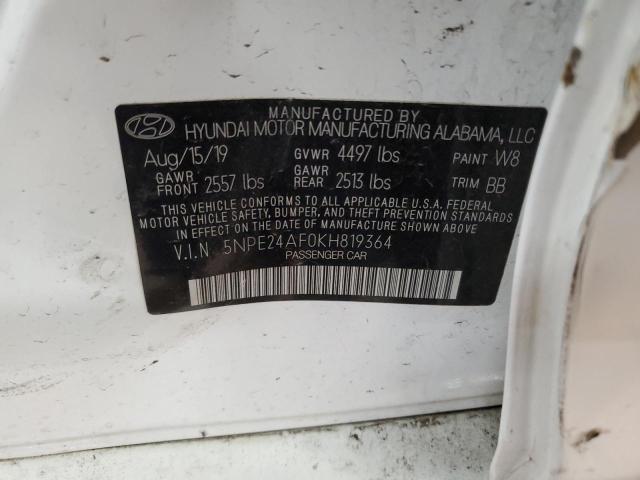 MANUFACTURED BY
HYUNDAI MOTOR MANUFACTURING ALABAMA, LLC
Aug/15/19 GVWR 4497 lbs PAINT W8
GAWR FRONT 2557 lbs GAWR REAR 2513 lbs TRIM BB
THIS VEHICLE CONFORMS TO ALL APPLICABLE U.S.A. FEDERAL
MOTOR VEHICLE SAFETY, BUMPER, AND THEFT PREVENTION
STANDARDS IN EFFECT ON THE DATE OF MANUFACTURE SHOWN ABOVE.
V.I.N. 5NPE24AF0KH819364
PASSENGER CAR